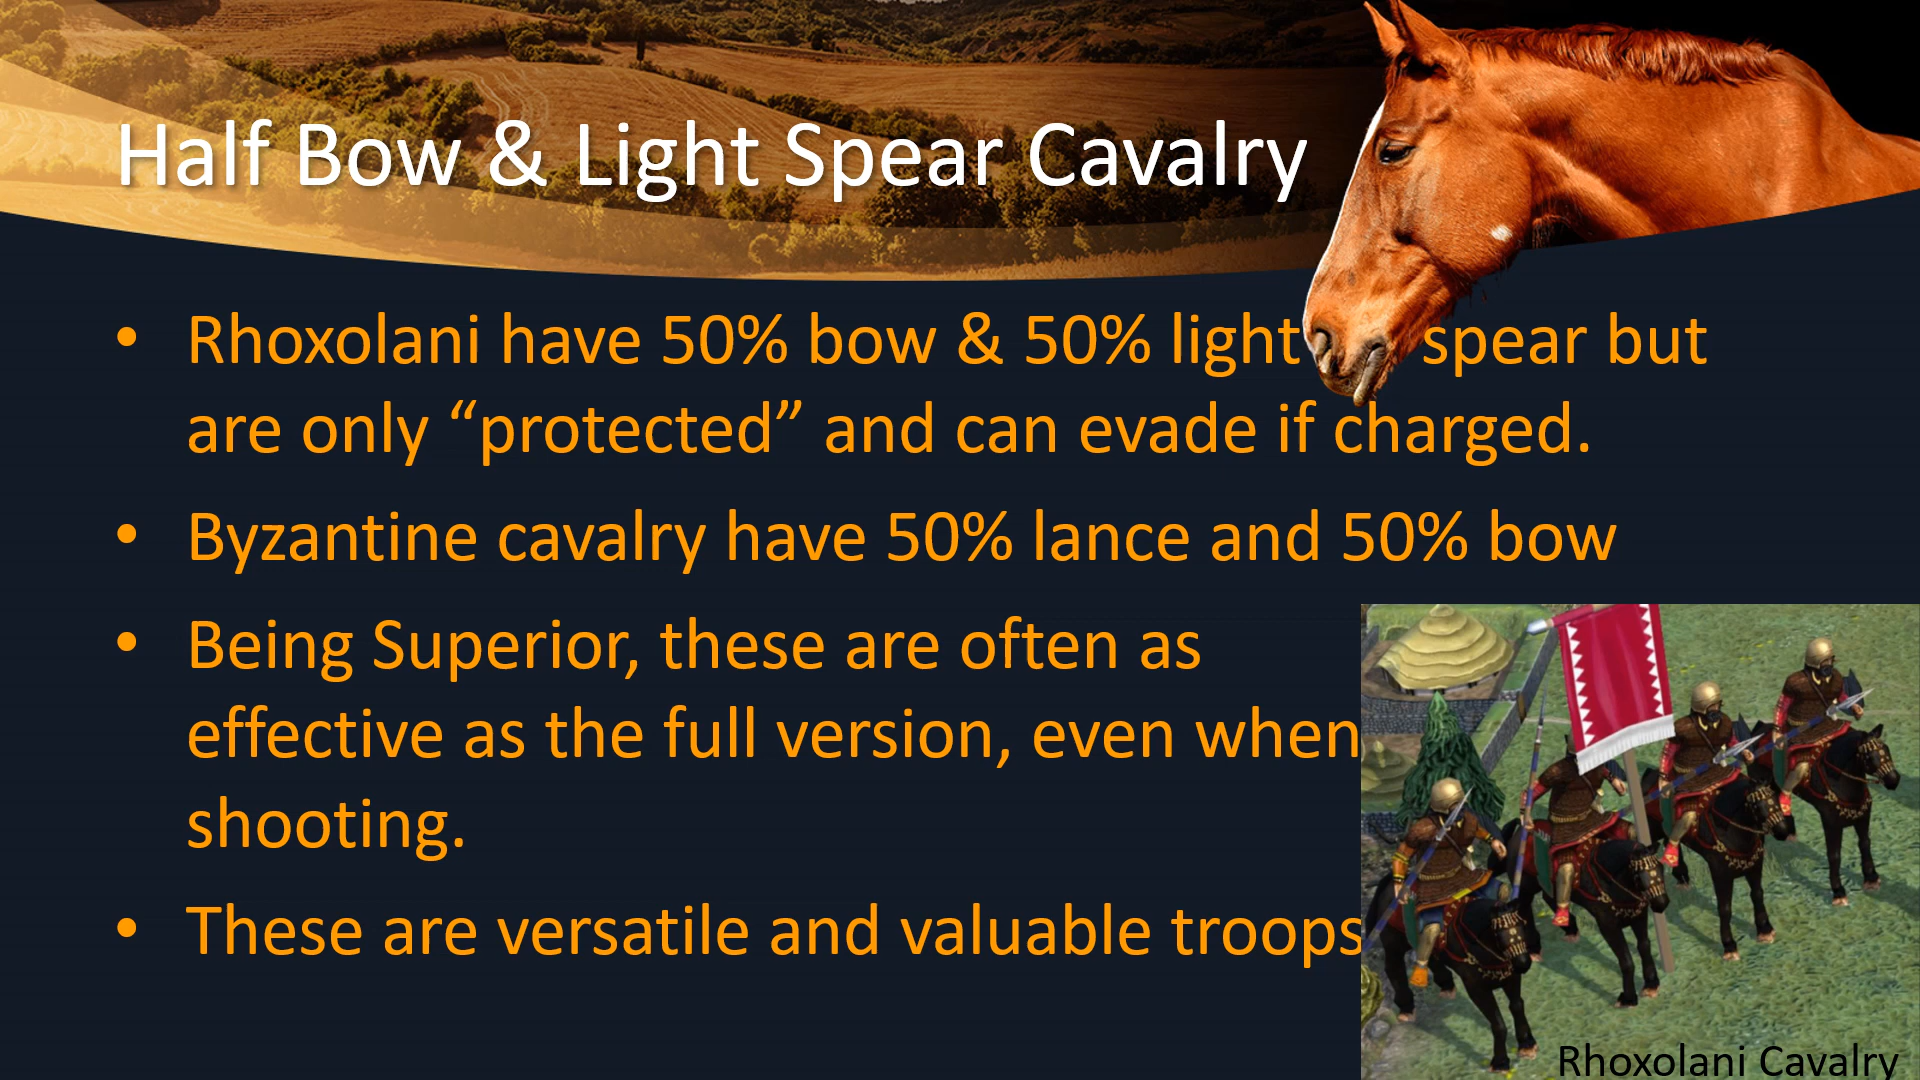 Half Bow & Light Spear Cavalry
• Rhoxolani have 50% bow & 50% light spear but
are only “protected” and can evade if charged.
• Byzantine cavalry have 50% lance and 50% bow
• Being Superior, these are often as
effective as the full version, even when
shooting.
• These are versatile and valuable troops
Rhoxolani Cavalry